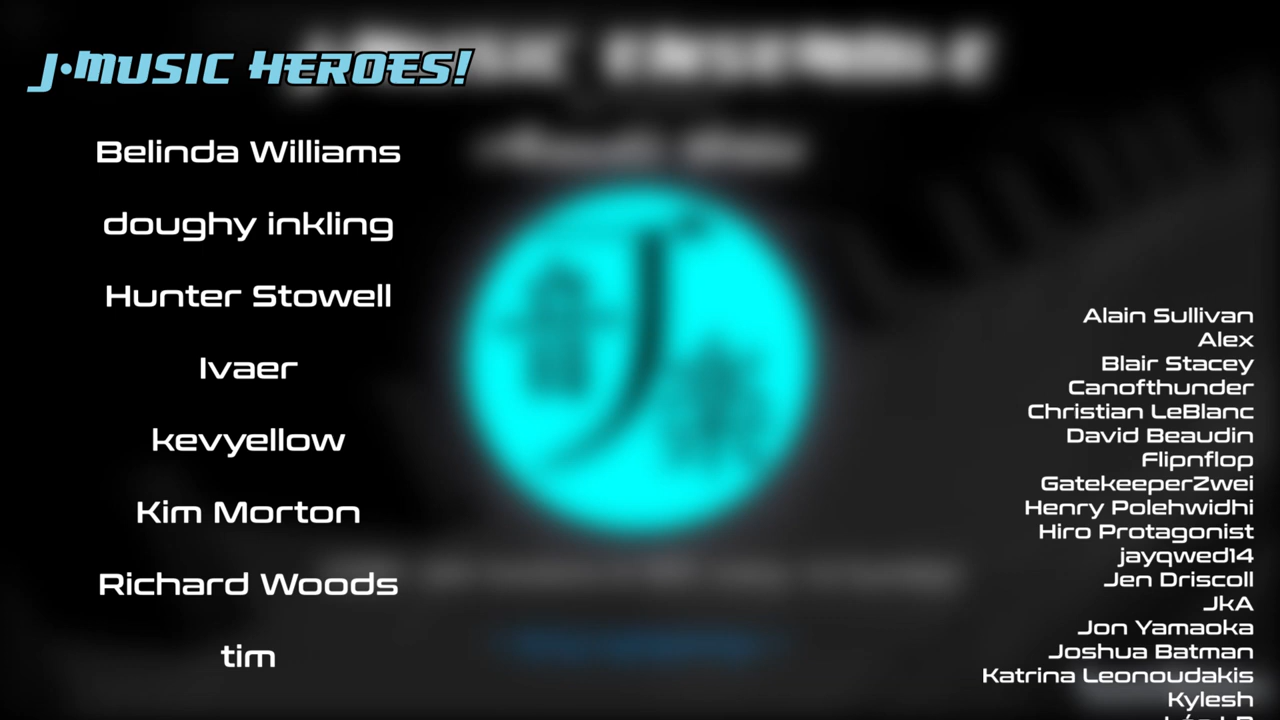 J-MUSIC HEROES!
Belinda Williams
doughy inkling
Hunter Stowell
Ivaer
kevyellow
Kim Morton
Richard Woods
tim
Alain Sullivan
Alex
Blair Stacey
Canofthunder
Christian LeBlanc
David Beaudin
Flipnflop
GatekeeperZwei
Henry Polehwidhi
Hiro Protagonist
jayqwed14
Jen Driscoll
JkA
Jon Yamaoka
Joshua Batman
Katrina Leonoudakis
Kylesh